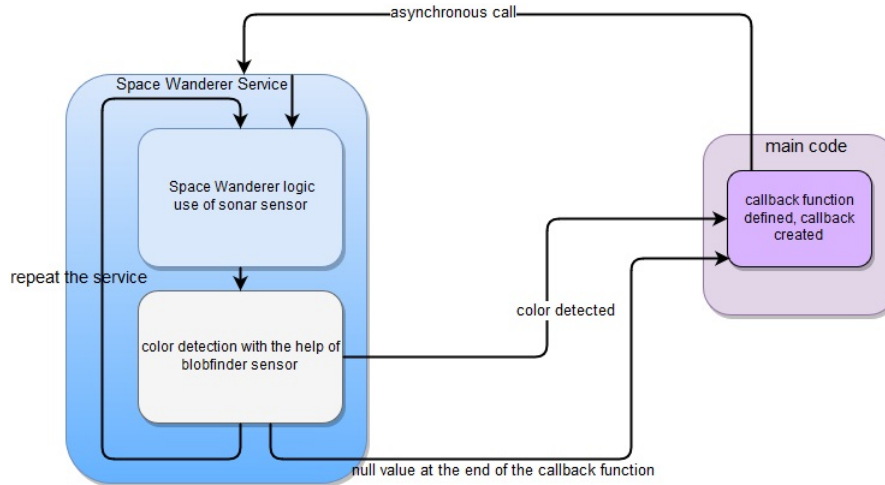 asynchronous call
Space Wanderer Service
main code
Space Wanderer logic
use of sonar sensor
callback function
defined, callback
created
repeat the service
color detected
color detection with the help of
blobfinder sensor
null value at the end of the callback function